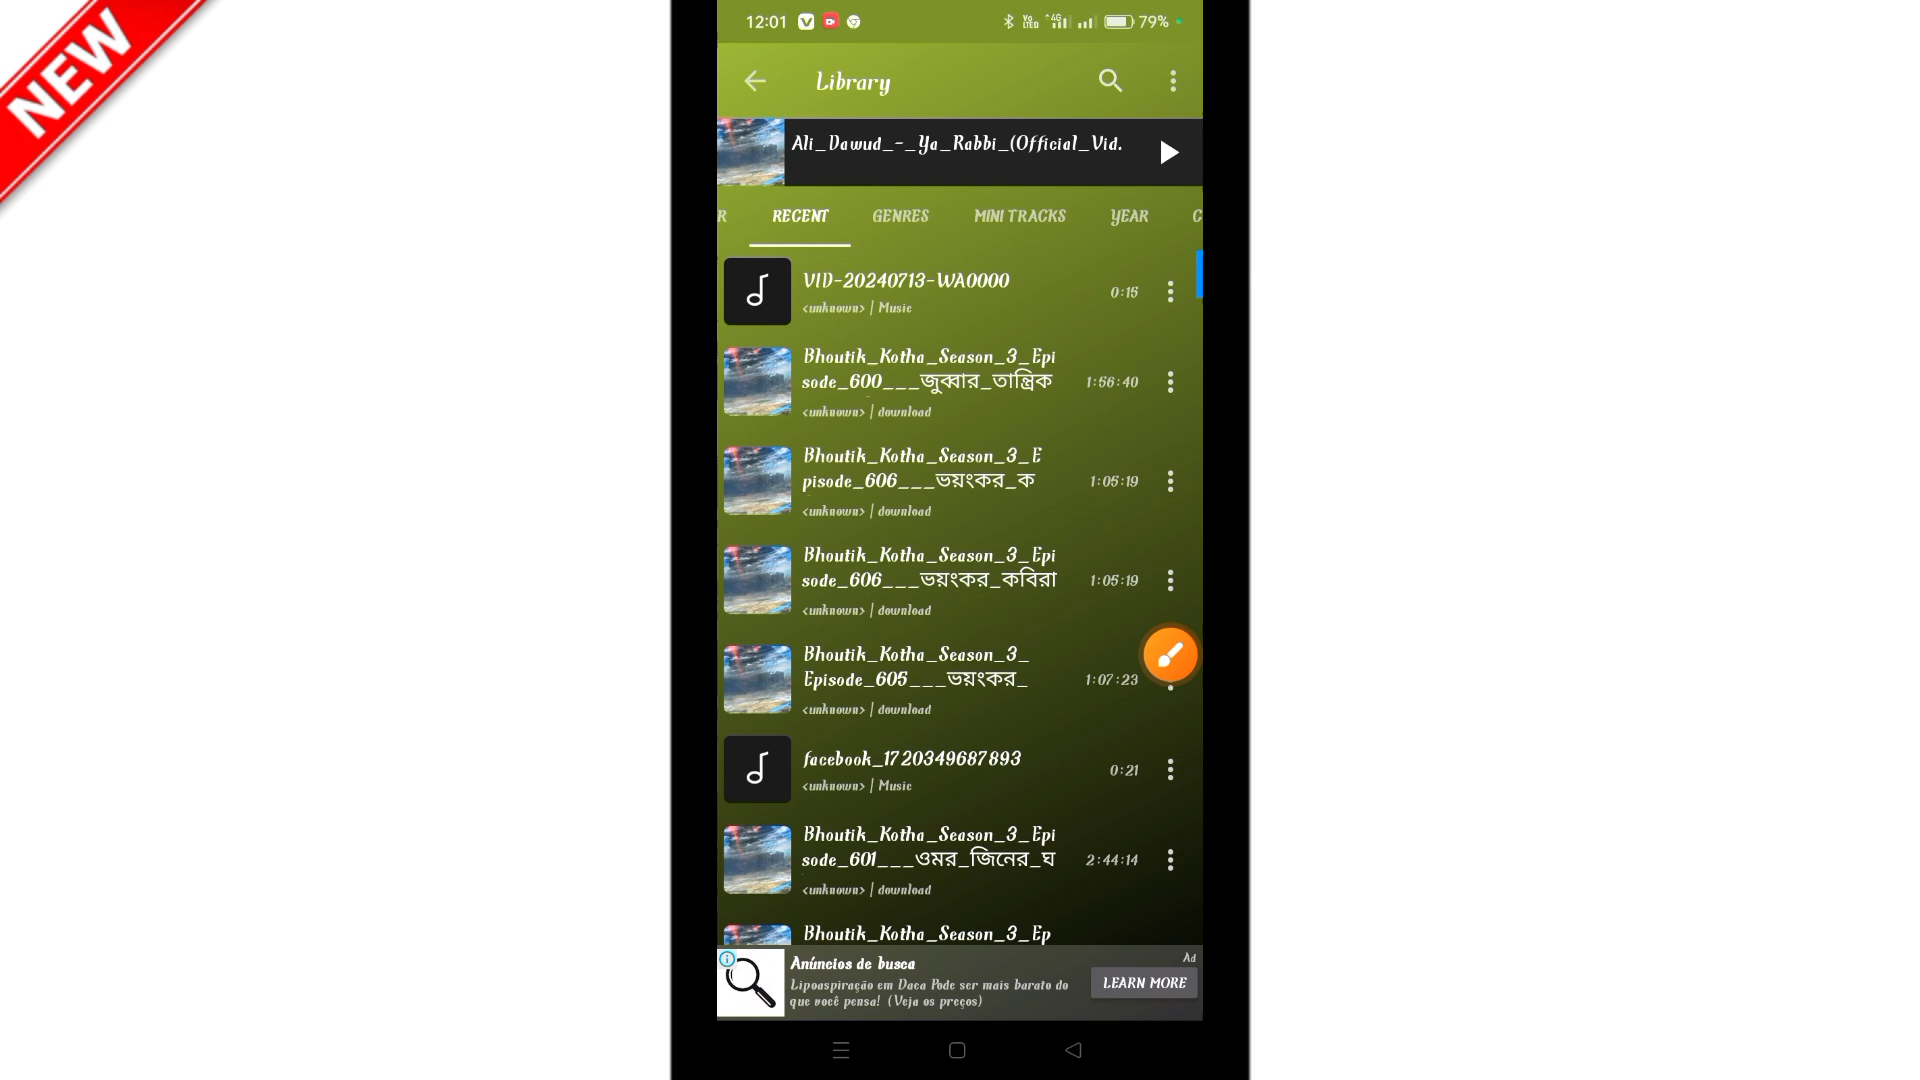 NEW
12:01
Vo LTED
4G
79%
Library
Ali_Dawud_-_Ya_Rabbi_(Official_Vid.
R RECENT GENRES MINI TRACKS YEAR C
VID-20240713-WA0000
0:15
<unknown> | Music
Bhoutik_Kotha_Season_3_Epi
sode_600___জুব্বার_তান্ত্রিক
1:56:40
<unknown> | download
Bhoutik_Kotha_Season_3_E
pisode_606___ভয়ংকর_ক
1:05:19
<unknown> | download
Bhoutik_Kotha_Season_3_Epi
sode_606___ভয়ংকর_কবিরা
1:05:19
<unknown> | download
Bhoutik_Kotha_Season_3_
Episode_605___ভয়ংকর_
1:07:23
<unknown> | download
facebook_1720349687893
0:21
<unknown> | Music
Bhoutik_Kotha_Season_3_Epi
sode_601___ওমর_জিনের_ঘ
2:44:14
<unknown> | download
Bhoutik_Kotha_Season_3_Ep
Anúncios de busca
Ad
Lipoaspiração em Daca Pode ser mais barato do
que você pensa! (Veja os preços)
LEARN MORE